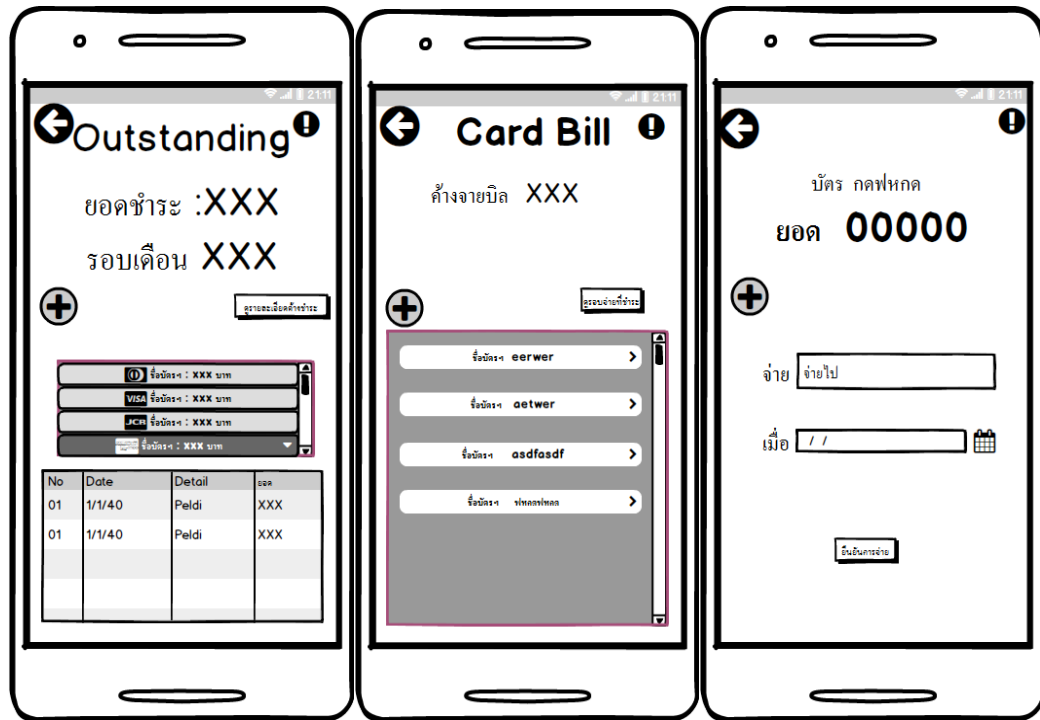 21:11
Outstanding
ยอดชำระ :XXX
รอบเดือน XXX
ดูรายละเอียดค้างชำระ
ชื่อบัตรฯ : XXX บาท
VISA ชื่อบัตรฯ : XXX บาท
JCB ชื่อบัตรฯ : XXX บาท
ชื่อบัตรฯ : XXX บาท
No Date Detail ยอด
01 1/1/40 Peldi XXX
01 1/1/40 Peldi XXX
21:11
Card Bill
ค้างจายบิล XXX
ดูรอบจ่ายที่ชำระ
ชื่อบัตรฯ eerwer
ชื่อบัตรฯ aetwer
ชื่อบัตรฯ asdfasdf
ชื่อบัตรฯ
21:11
บัตร กดฟหกด
ยอด 00000
จ่าย จ่ายไป
เมื่อ / /
ยืนยันการจ่าย